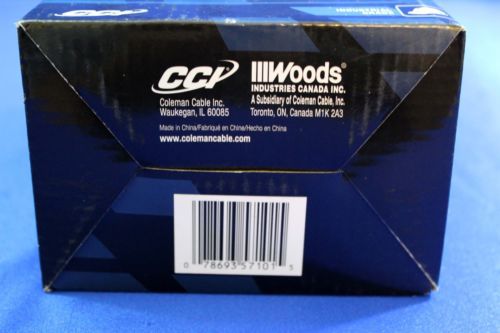 CCI
Coleman Cable Inc.
Waukegan, IL 60085
Woods®
INDUSTRIES CANADA INC.
A Subsidiary of Coleman Cable, Inc.
Toronto, ON, Canada M1K 2A3
Made in China/Fabriqué en Chine/Hecho en China
www.colemancable.com
0 78693 57101 5